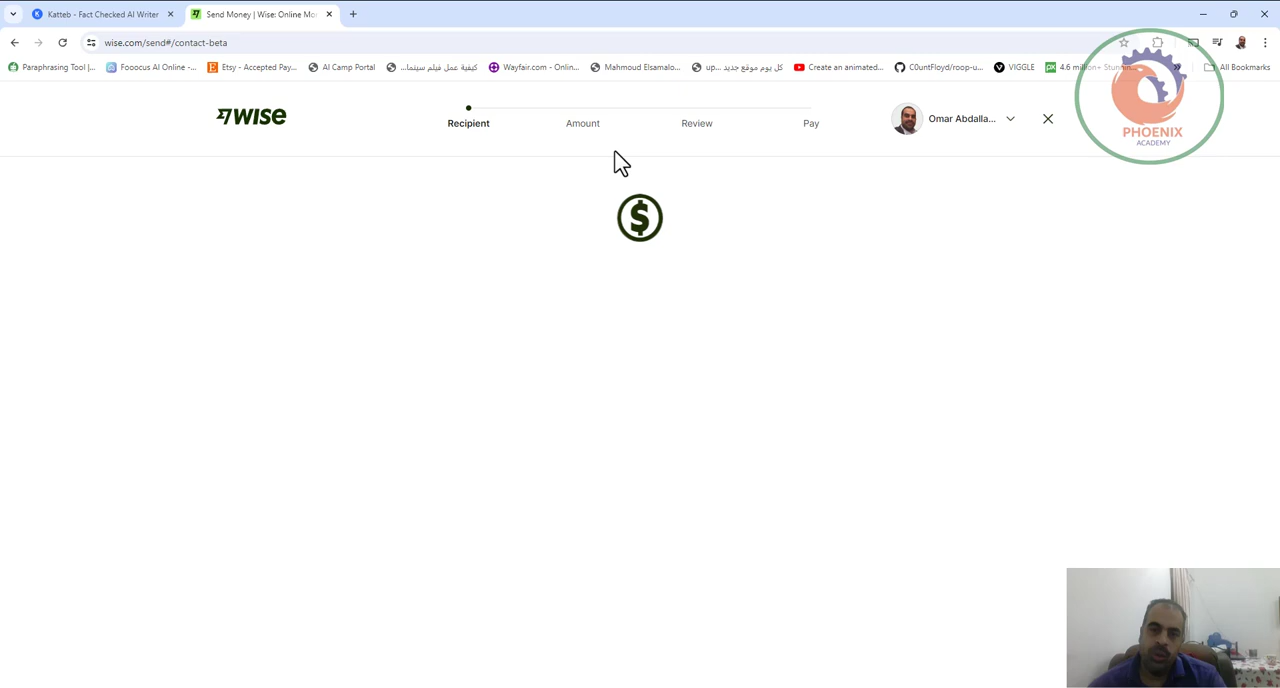 Katteb - Fact Checked AI Writer
Send Money | Wise: Online Mo
wise.com/send#/contact-beta
Paraphrasing Tool |...
Fooocus AI Online -...
Etsy - Accepted Pay...
AI Camp Portal
كيفية عمل فيلم سينما...
Wayfair.com - Onlin...
Mahmoud Elsamalo...
كل يوم موقع جديد ...up
Create an animated...
C0untFloyd/roop-u...
VIGGLE
4.6 million+ Stunnin...
All Bookmarks
WISE
Recipient
Amount
Review
Pay
Omar Abdalla...
PHOENIX
ACADEMY
$